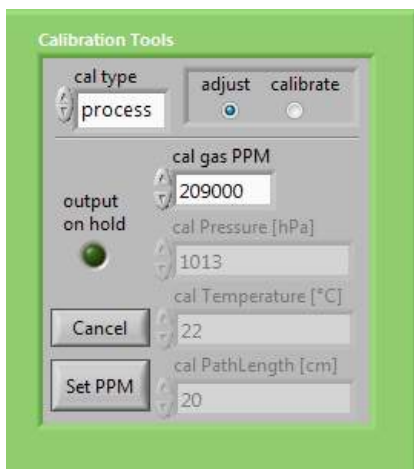 Calibration Tools
cal type
process
adjust calibrate
cal gas PPM
209000
output
on hold
cal Pressure [hPa]
1013
cal Temperature [°C]
22
Cancel
cal PathLength [cm]
20
Set PPM